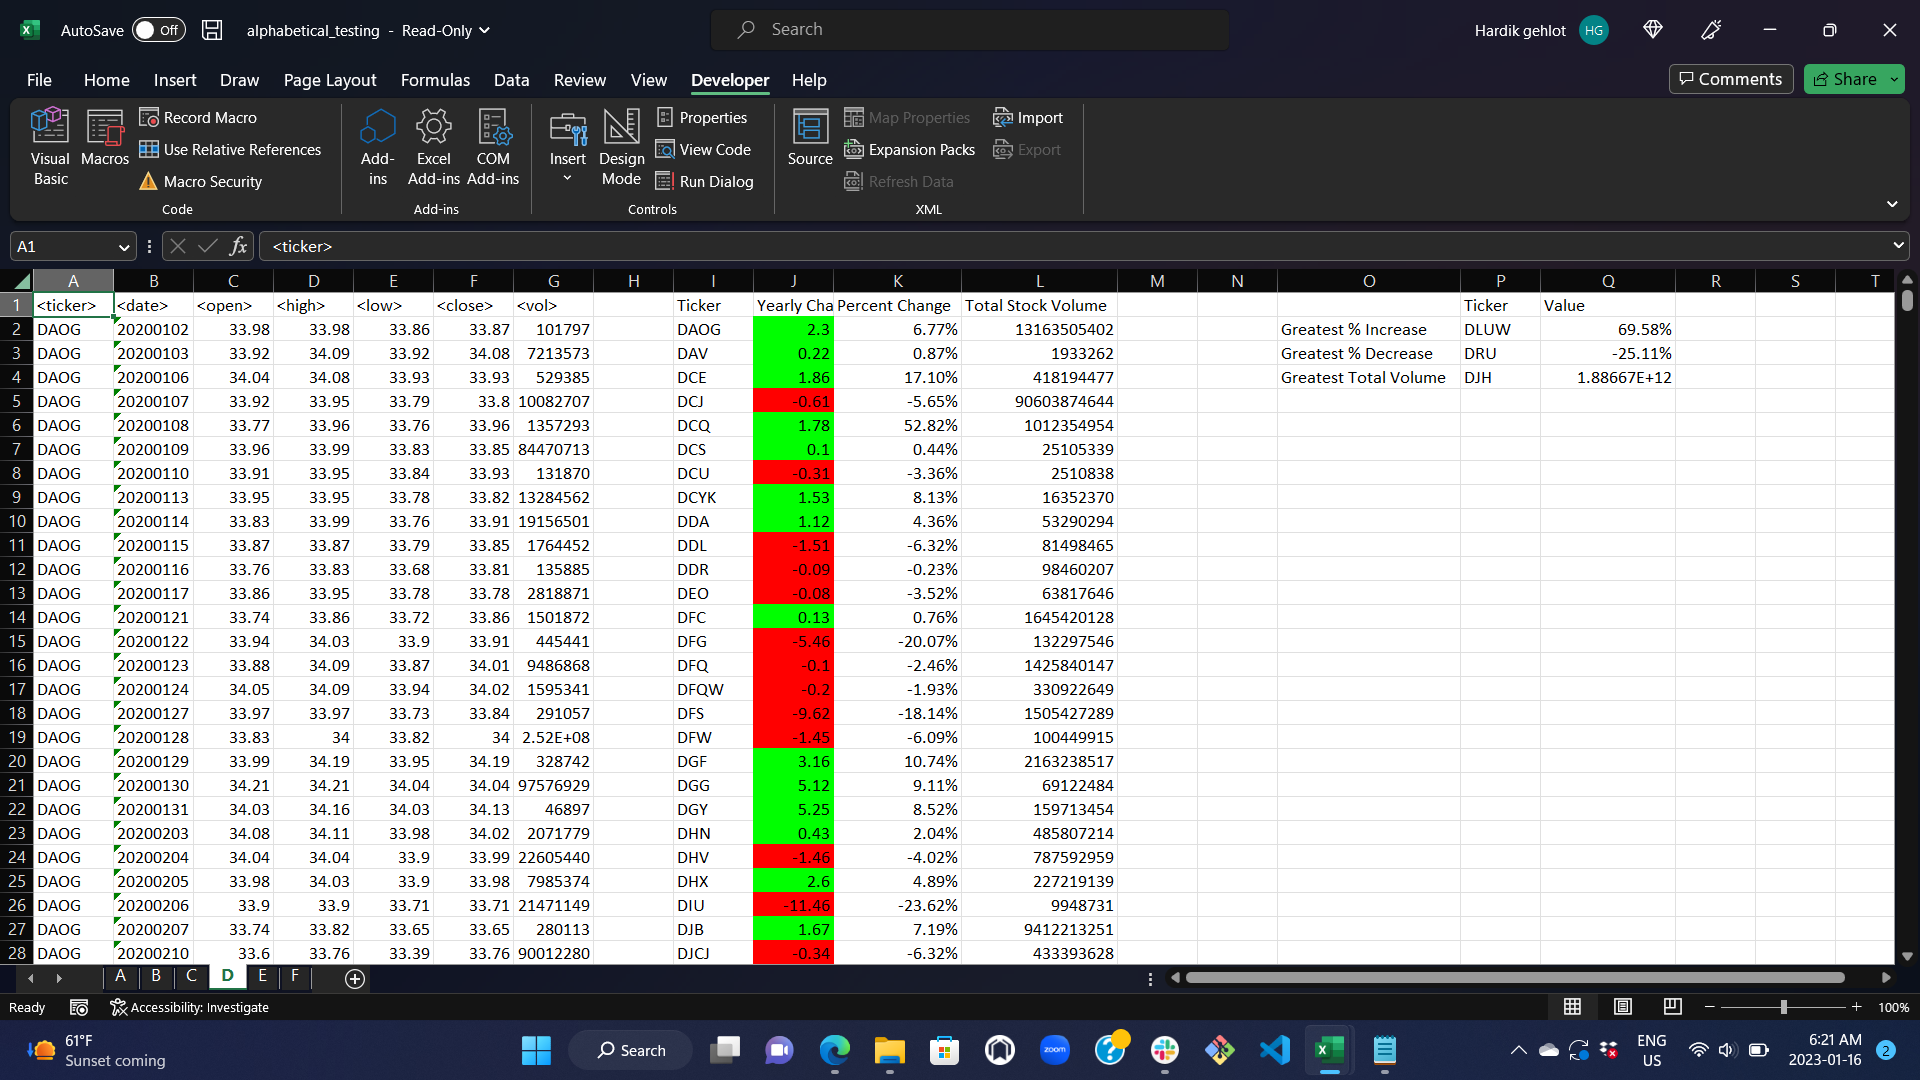 AutoSave Off alphabetical_testing - Read-Only Search Hardik gehlot HG
File Home Insert Draw Page Layout Formulas Data Review View Developer Help Comments Share
Visual Basic
Macros
Record Macro
Use Relative References
Macro Security
Code
Add-ins
Excel Add-ins
COM Add-ins
Add-ins
Insert
Design Mode
Properties
View Code
Run Dialog
Controls
Source
Map Properties
Expansion Packs
Refresh Data
Import
Export
XML
A1 fx <ticker>
A B C D E F G H I J K L M N O P Q R S T
1 <ticker> <date> <open> <high> <low> <close> <vol> Ticker Yearly Cha Percent Change Total Stock Volume Ticker Value
2 DAOG 20200102 33.98 33.98 33.86 33.87 101797 DAOG 2.3 6.77% 13163505402 Greatest % Increase DLUW 69.58%
3 DAOG 20200103 33.92 34.09 33.92 34.08 7213573 DAV 0.22 0.87% 1933262 Greatest % Decrease DRU -25.11%
4 DAOG 20200106 34.04 34.08 33.93 33.93 529385 DCE 1.86 17.10% 418194477 Greatest Total Volume DJH 1.88667E+12
5 DAOG 20200107 33.92 33.95 33.79 33.8 10082707 DCJ -0.61 -5.65% 90603874644
6 DAOG 20200108 33.77 33.96 33.76 33.96 1357293 DCQ 1.78 52.82% 1012354954
7 DAOG 20200109 33.96 33.99 33.83 33.85 84470713 DCS 0.1 0.44% 25105339
8 DAOG 20200110 33.91 33.95 33.84 33.93 131870 DCU -0.31 -3.36% 2510838
9 DAOG 20200113 33.95 33.95 33.78 33.82 13284562 DCYK 1.53 8.13% 16352370
10 DAOG 20200114 33.83 33.99 33.76 33.91 19156501 DDA 1.12 4.36% 53290294
11 DAOG 20200115 33.87 33.87 33.79 33.85 1764452 DDL -1.51 -6.32% 81498465
12 DAOG 20200116 33.76 33.83 33.68 33.81 135885 DDR -0.09 -0.23% 98460207
13 DAOG 20200117 33.86 33.95 33.78 33.78 2818871 DEO -0.08 -3.52% 63817646
14 DAOG 20200121 33.74 33.86 33.72 33.86 1501872 DFC 0.13 0.76% 1645420128
15 DAOG 20200122 33.94 34.03 33.9 33.91 445441 DFG -5.46 -20.07% 132297546
16 DAOG 20200123 33.88 34.09 33.87 34.01 9486868 DFQ -0.1 -2.46% 1425840147
17 DAOG 20200124 34.05 34.09 33.94 34.02 1595341 DFQW -0.2 -1.93% 330922649
18 DAOG 20200127 33.97 33.97 33.73 33.84 291057 DFS -9.62 -18.14% 1505427289
19 DAOG 20200128 33.83 34 33.82 34 2.52E+08 DFW -1.45 -6.09% 100449915
20 DAOG 20200129 33.99 34.19 33.95 34.19 328742 DGF 3.16 10.74% 2163238517
21 DAOG 20200130 34.21 34.21 34.04 34.04 97576929 DGG 5.12 9.11% 69122484
22 DAOG 20200131 34.03 34.16 34.03 34.13 46897 DGY 5.25 8.52% 159713454
23 DAOG 20200203 34.08 34.11 33.98 34.02 2071779 DHN 0.43 2.04% 485807214
24 DAOG 20200204 34.04 34.04 33.9 33.99 22605440 DHV -1.46 -4.02% 787592959
25 DAOG 20200205 33.98 34.03 33.9 33.98 7985374 DHX 2.6 4.89% 227219139
26 DAOG 20200206 33.9 33.9 33.71 33.71 21471149 DIU -11.46 -23.62% 9948731
27 DAOG 20200207 33.74 33.82 33.65 33.65 280113 DJB 1.67 7.19% 9412213251
28 DAOG 20200210 33.6 33.76 33.39 33.76 90012280 DJCJ -0.34 -6.32% 433393628
A B C D E F
Ready Accessibility: Investigate 100%
61°F
Sunset coming
Search
zoom
ENG
US
6:21 AM
2023-01-16
2